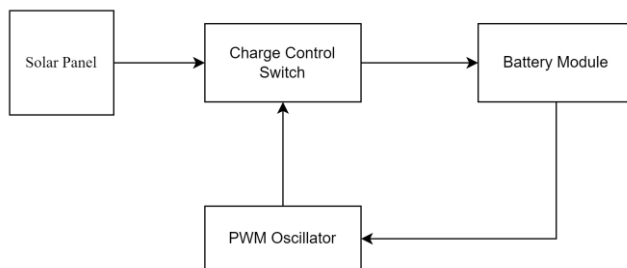 Solar Panel
Charge Control
Switch
Battery Module
PWM Oscillator